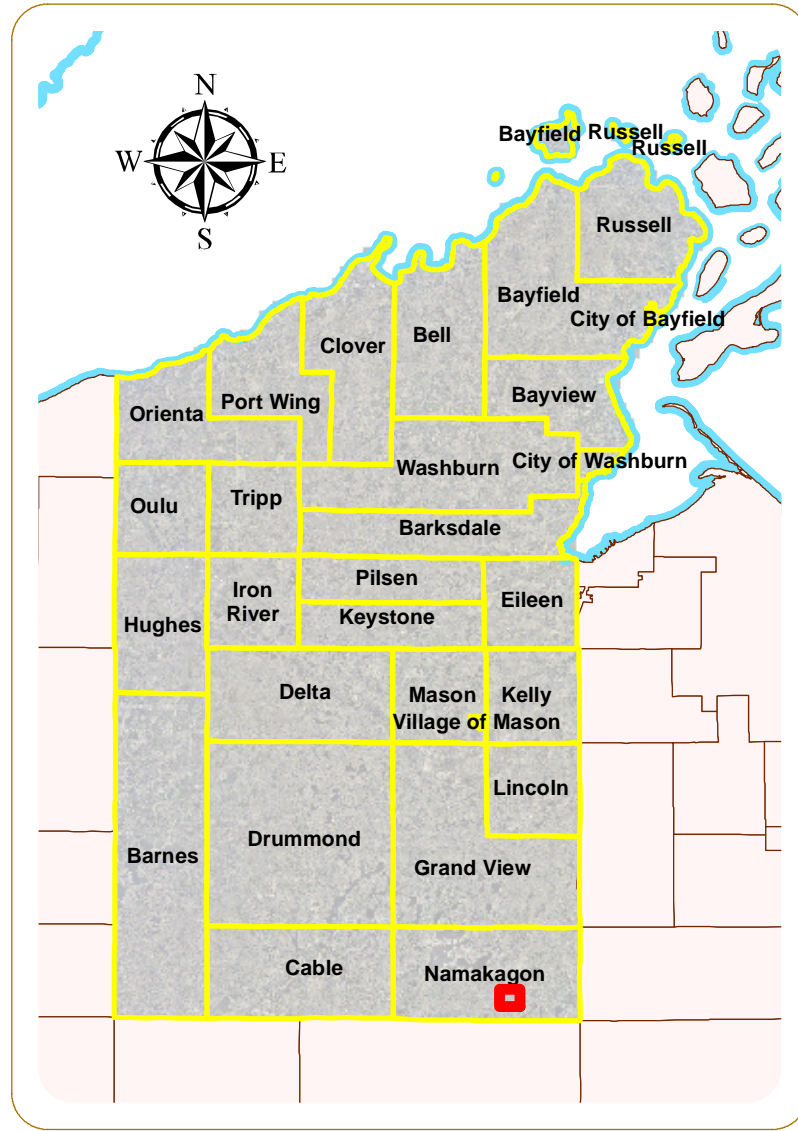 N
W E
S
Bayfield Russell
Russell
Russell
Bayfield
City of Bayfield
Clover
Bell
Bayview
Orienta
Port Wing
Washburn
City of Washburn
Oulu
Tripp
Barksdale
Pilsen
Iron
River
Eileen
Hughes
Keystone
Delta
Mason
Kelly
Village of Mason
Lincoln
Drummond
Barnes
Grand View
Cable
Namakagon